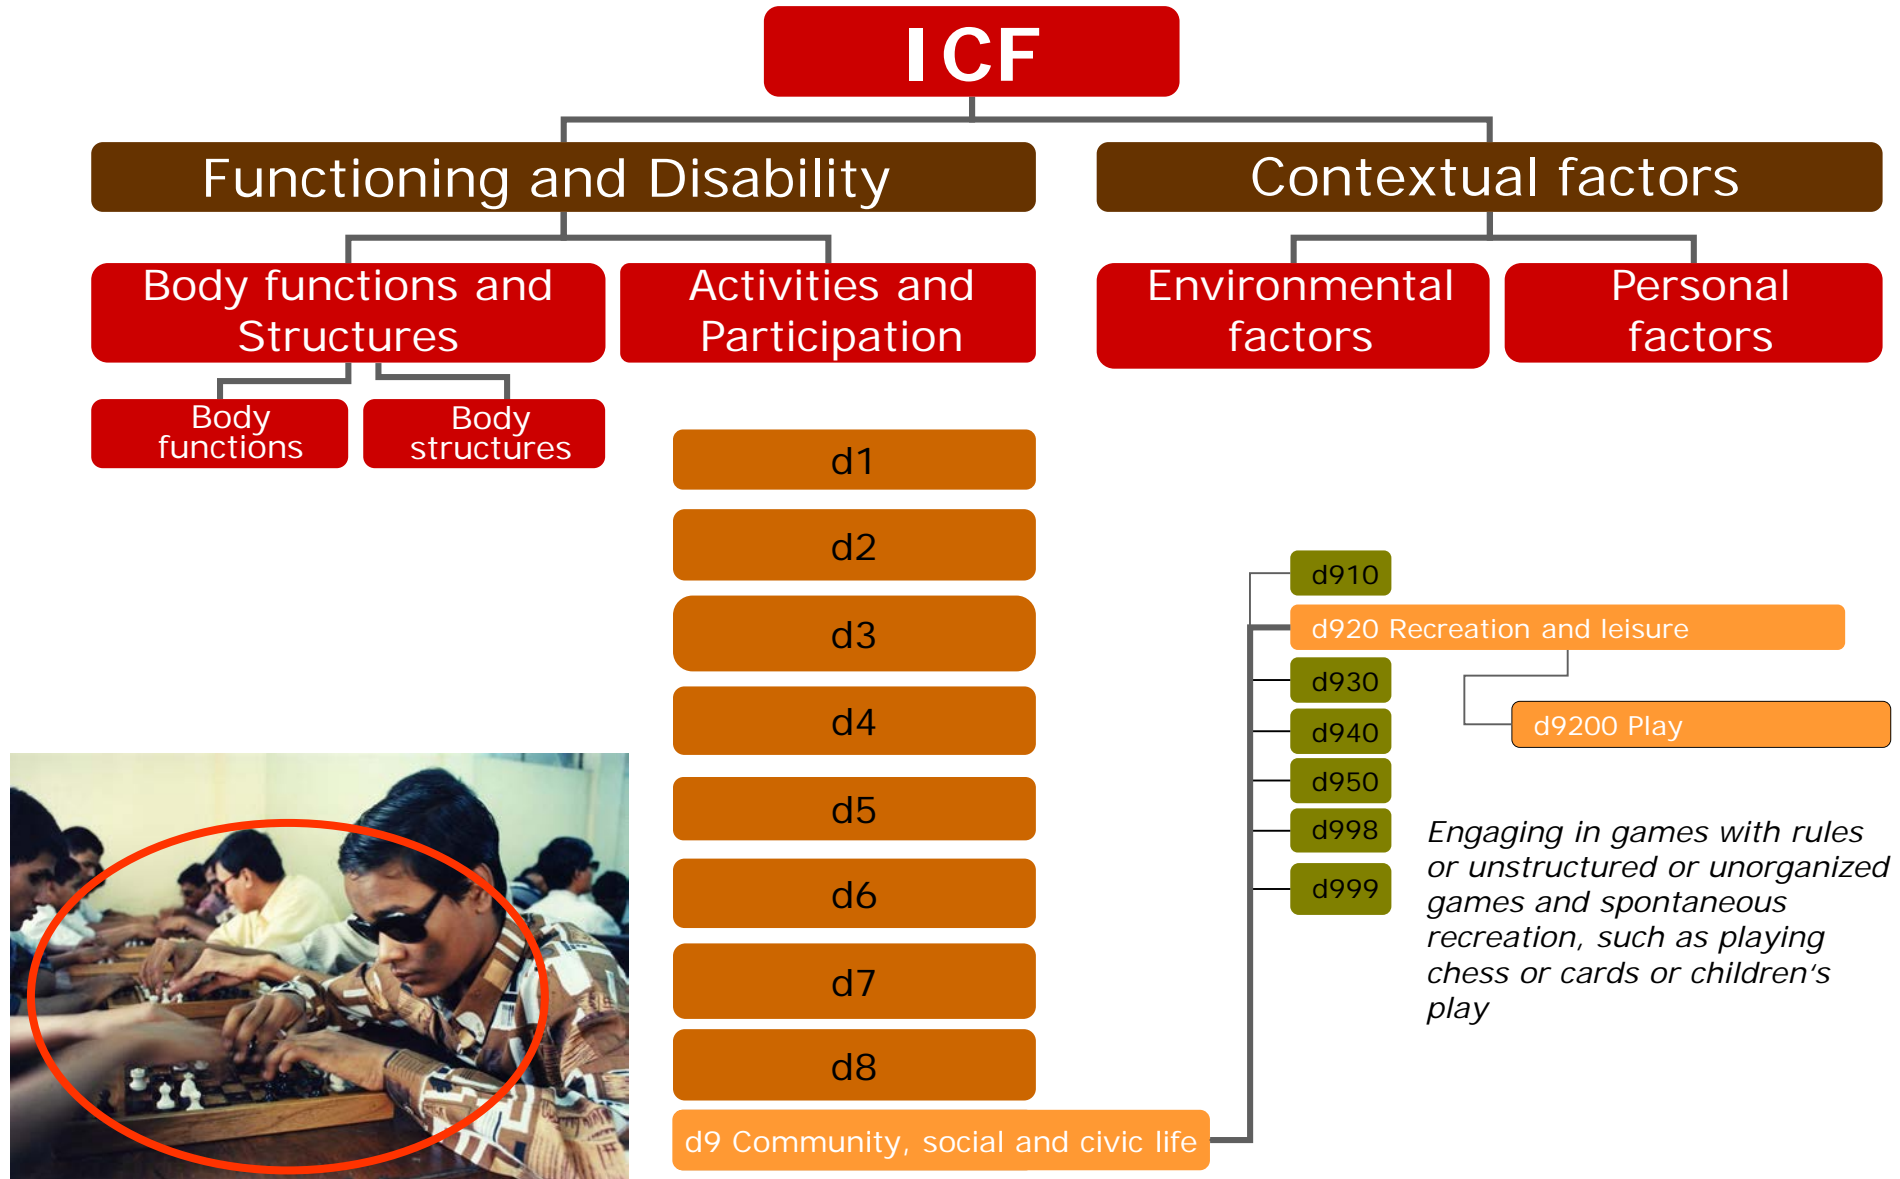 ICF
Functioning and Disability
Contextual factors
Body functions and
Structures
Activities and
Participation
Environmental
factors
Personal
factors
Body
functions
Body
structures
d1
d2
d3
d4
d5
d6
d7
d8
d9 Community, social and civic life
d910
d920 Recreation and leisure
d930
d940
d950
d998
d999
d9200 Play
Engaging in games with rules
or unstructured or unorganized
games and spontaneous
recreation, such as playing
chess or cards or children‘s
play